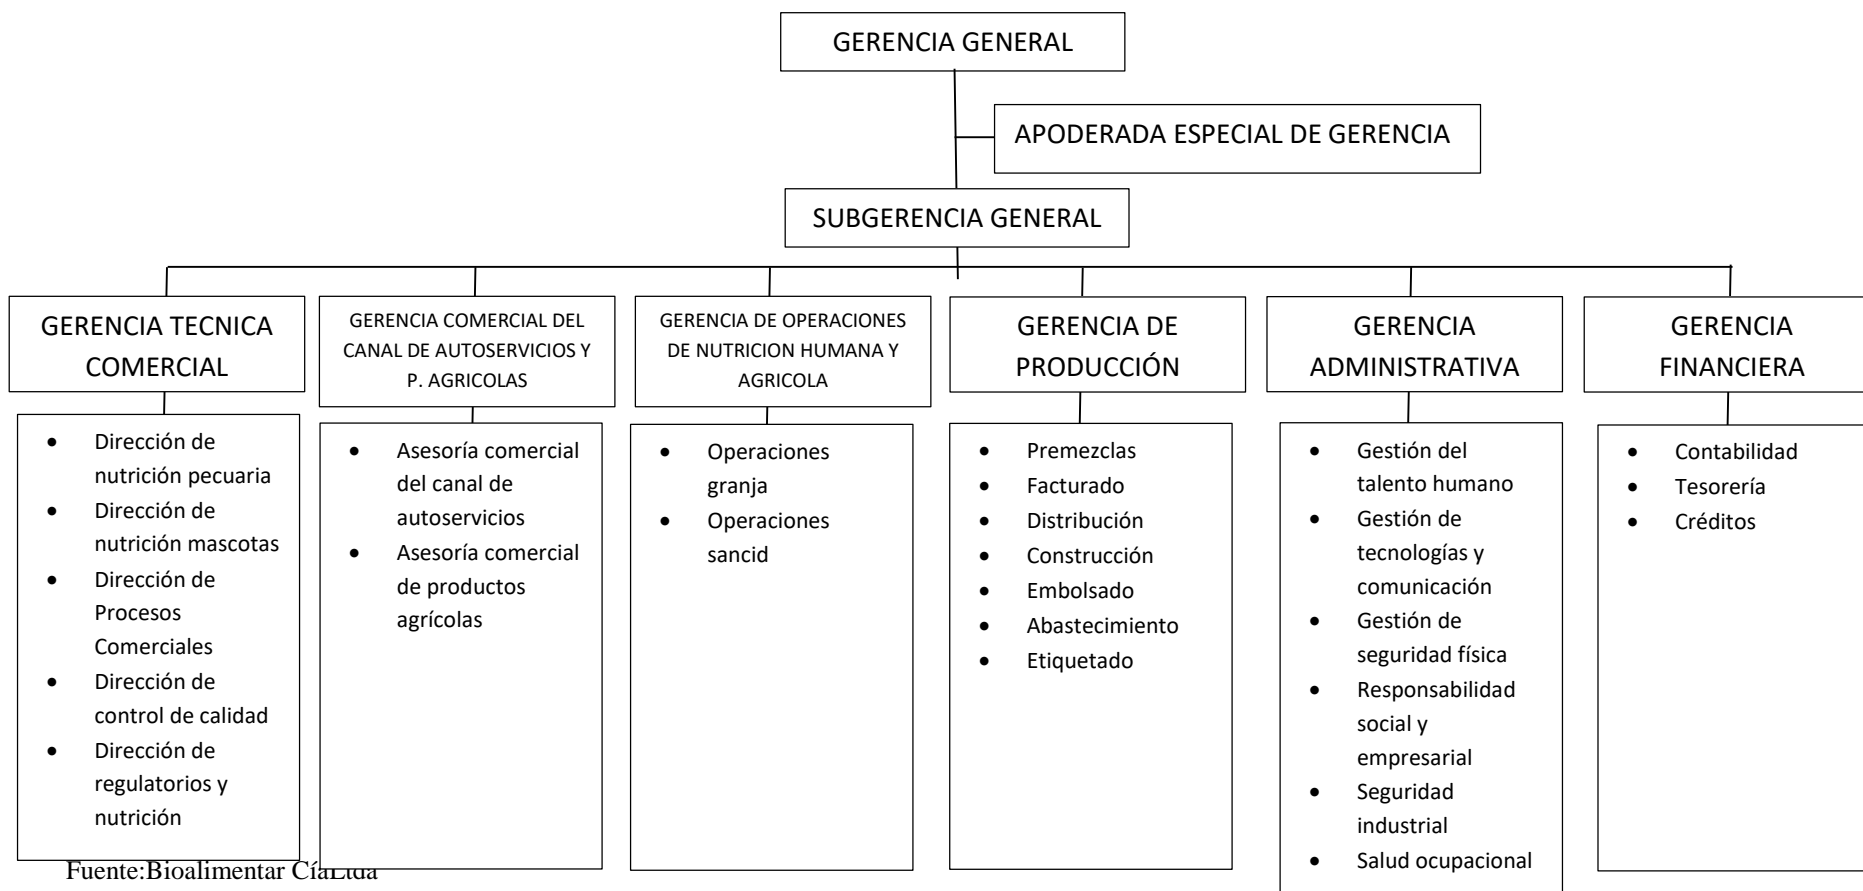 GERENCIA GENERAL
APODERADA ESPECIAL DE GERENCIA
SUBGERENCIA GENERAL
GERENCIA TECNICA
COMERCIAL
GERENCIA COMERCIAL DEL
CANAL DE AUTOSERVICIOS Y
P. AGRICOLAS
GERENCIA DE OPERACIONES
DE NUTRICION HUMANA Y
AGRICOLA
GERENCIA DE
PRODUCCIÓN
GERENCIA
ADMINISTRATIVA
GERENCIA
FINANCIERA
• Dirección de
nutrición pecuaria
• Dirección de
nutrición mascotas
• Dirección de
Procesos
Comerciales
• Dirección de
control de calidad
• Dirección de
regulatorios y
nutrición
• Asesoría comercial
del canal de
autoservicios
• Asesoría comercial
de productos
agrícolas
• Operaciones
granja
• Operaciones
sancid
• Premezclas
• Facturado
• Distribución
• Construcción
• Embolsado
• Abastecimiento
• Etiquetado
• Gestión del
talento humano
• Gestión de
tecnologías y
comunicación
• Gestión de
seguridad física
• Responsabilidad
social y
empresarial
• Seguridad
industrial
• Salud ocupacional
• Contabilidad
• Tesorería
• Créditos
Fuente:Bioalimentar CíaLtda